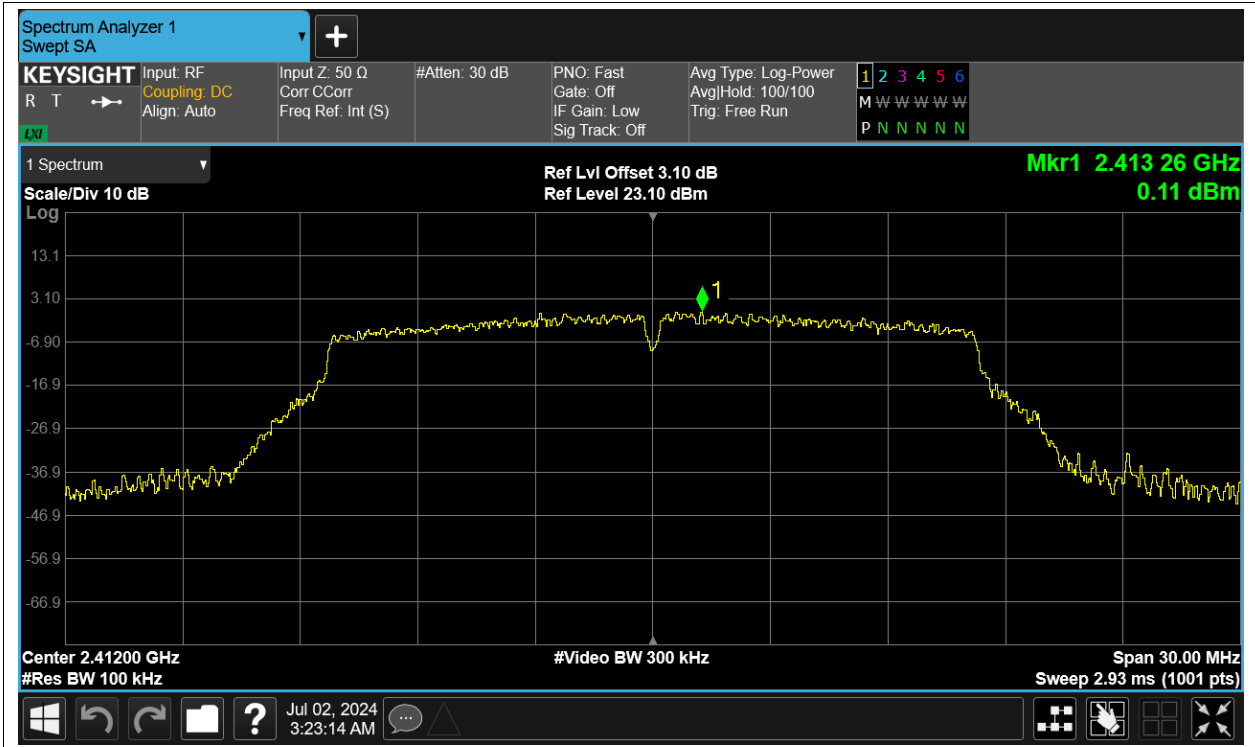 Spectrum Analyzer 1
Swept SA
+
KEYSIGHT
R T
LXI
Input: RF
Coupling: DC
Align: Auto
Input Z: 50 Ω
Corr CCorr
Freq Ref: Int (S)
#Atten: 30 dB
PNO: Fast
Gate: Off
IF Gain: Low
Sig Track: Off
Avg Type: Log-Power
Avg|Hold: 100/100
Trig: Free Run
1 2 3 4 5 6
M W W W W W
P N N N N N
1 Spectrum
Scale/Div 10 dB
Log
Ref Lvl Offset 3.10 dB
Ref Level 23.10 dBm
Mkr1 2.413 26 GHz
0.11 dBm
13.1
3.10
-6.90
-16.9
-26.9
-36.9
-46.9
-56.9
-66.9
1
Center 2.41200 GHz
#Res BW 100 kHz
#Video BW 300 kHz
Span 30.00 MHz
Sweep 2.93 ms (1001 pts)
?
Jul 02, 2024
3:23:14 AM